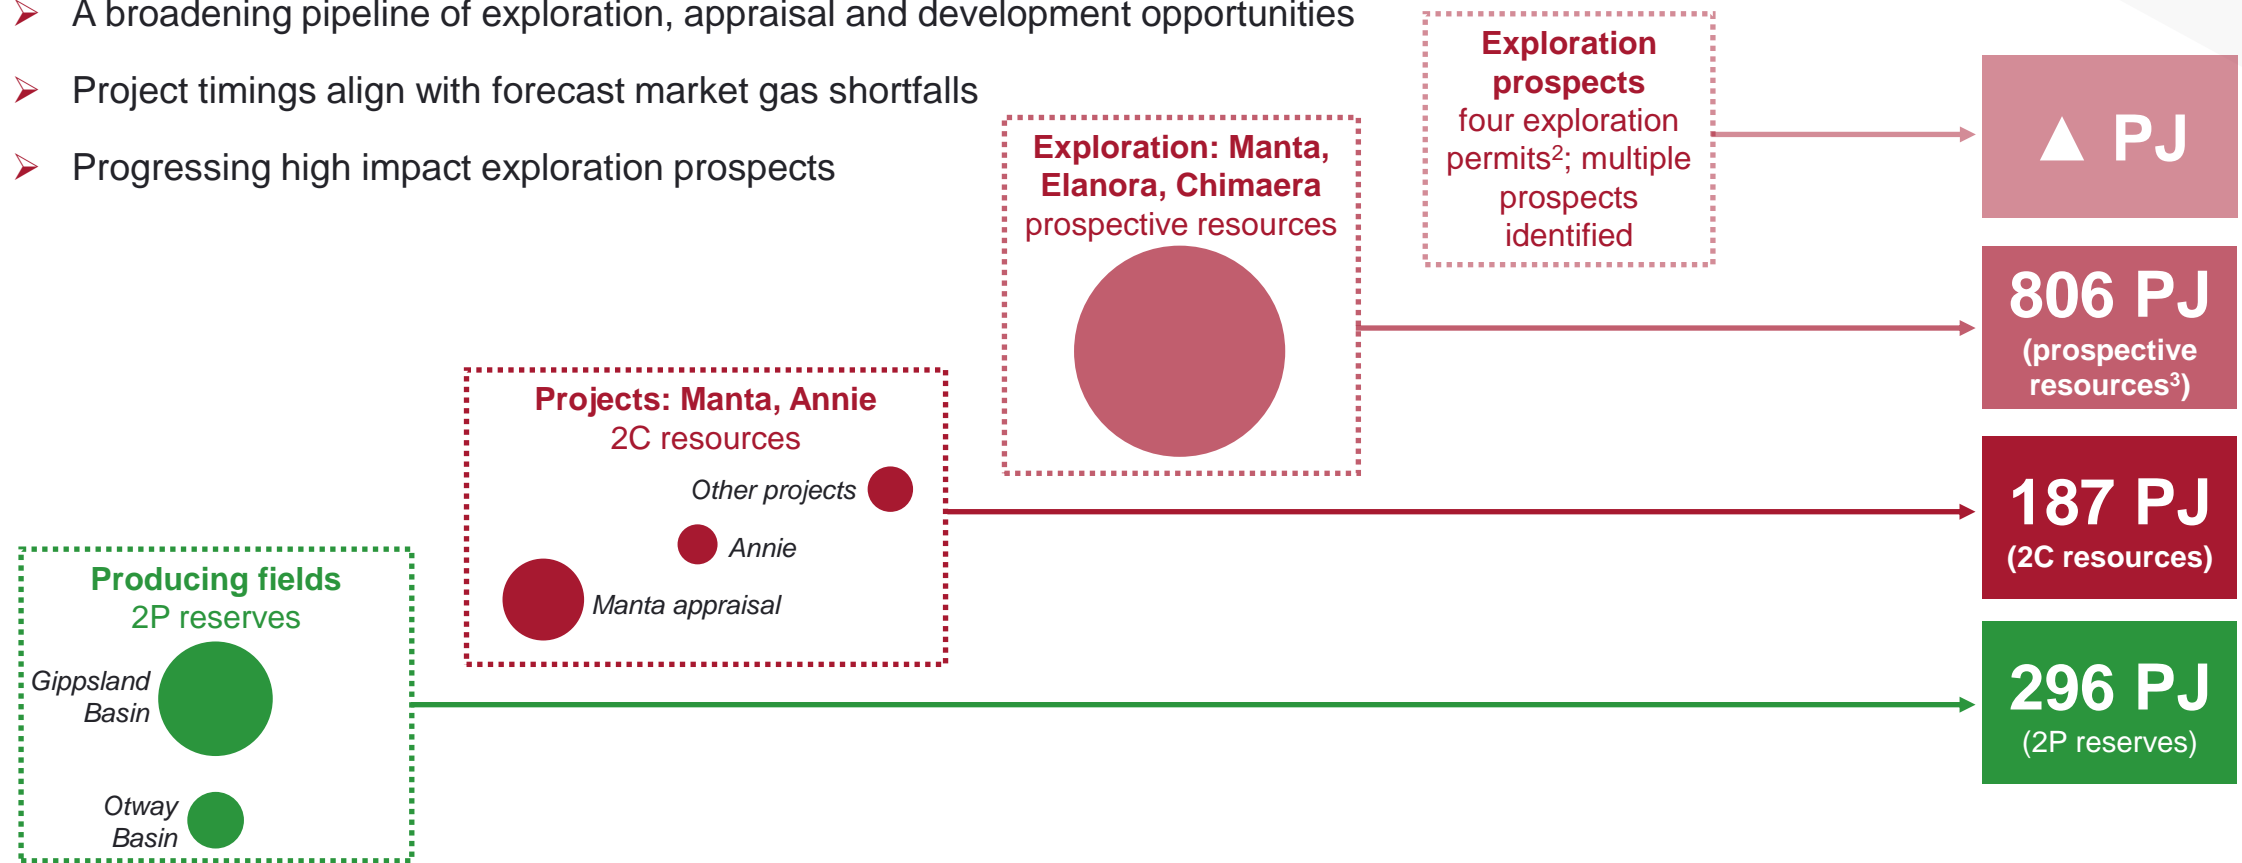 ➢ A broadening pipeline of exploration, appraisal and development opportunities
➢ Project timings align with forecast market gas shortfalls
➢ Progressing high impact exploration prospects
Exploration
prospects
four exploration
permits²; multiple
prospects
identified
▲ PJ
Exploration: Manta,
Elanora, Chimaera
prospective resources
806 PJ
(prospective
resources³)
Projects: Manta, Annie
2C resources
Other projects
Annie
Manta appraisal
187 PJ
(2C resources)
Producing fields
2P reserves
Gippsland
Basin
Otway
Basin
296 PJ
(2P reserves)